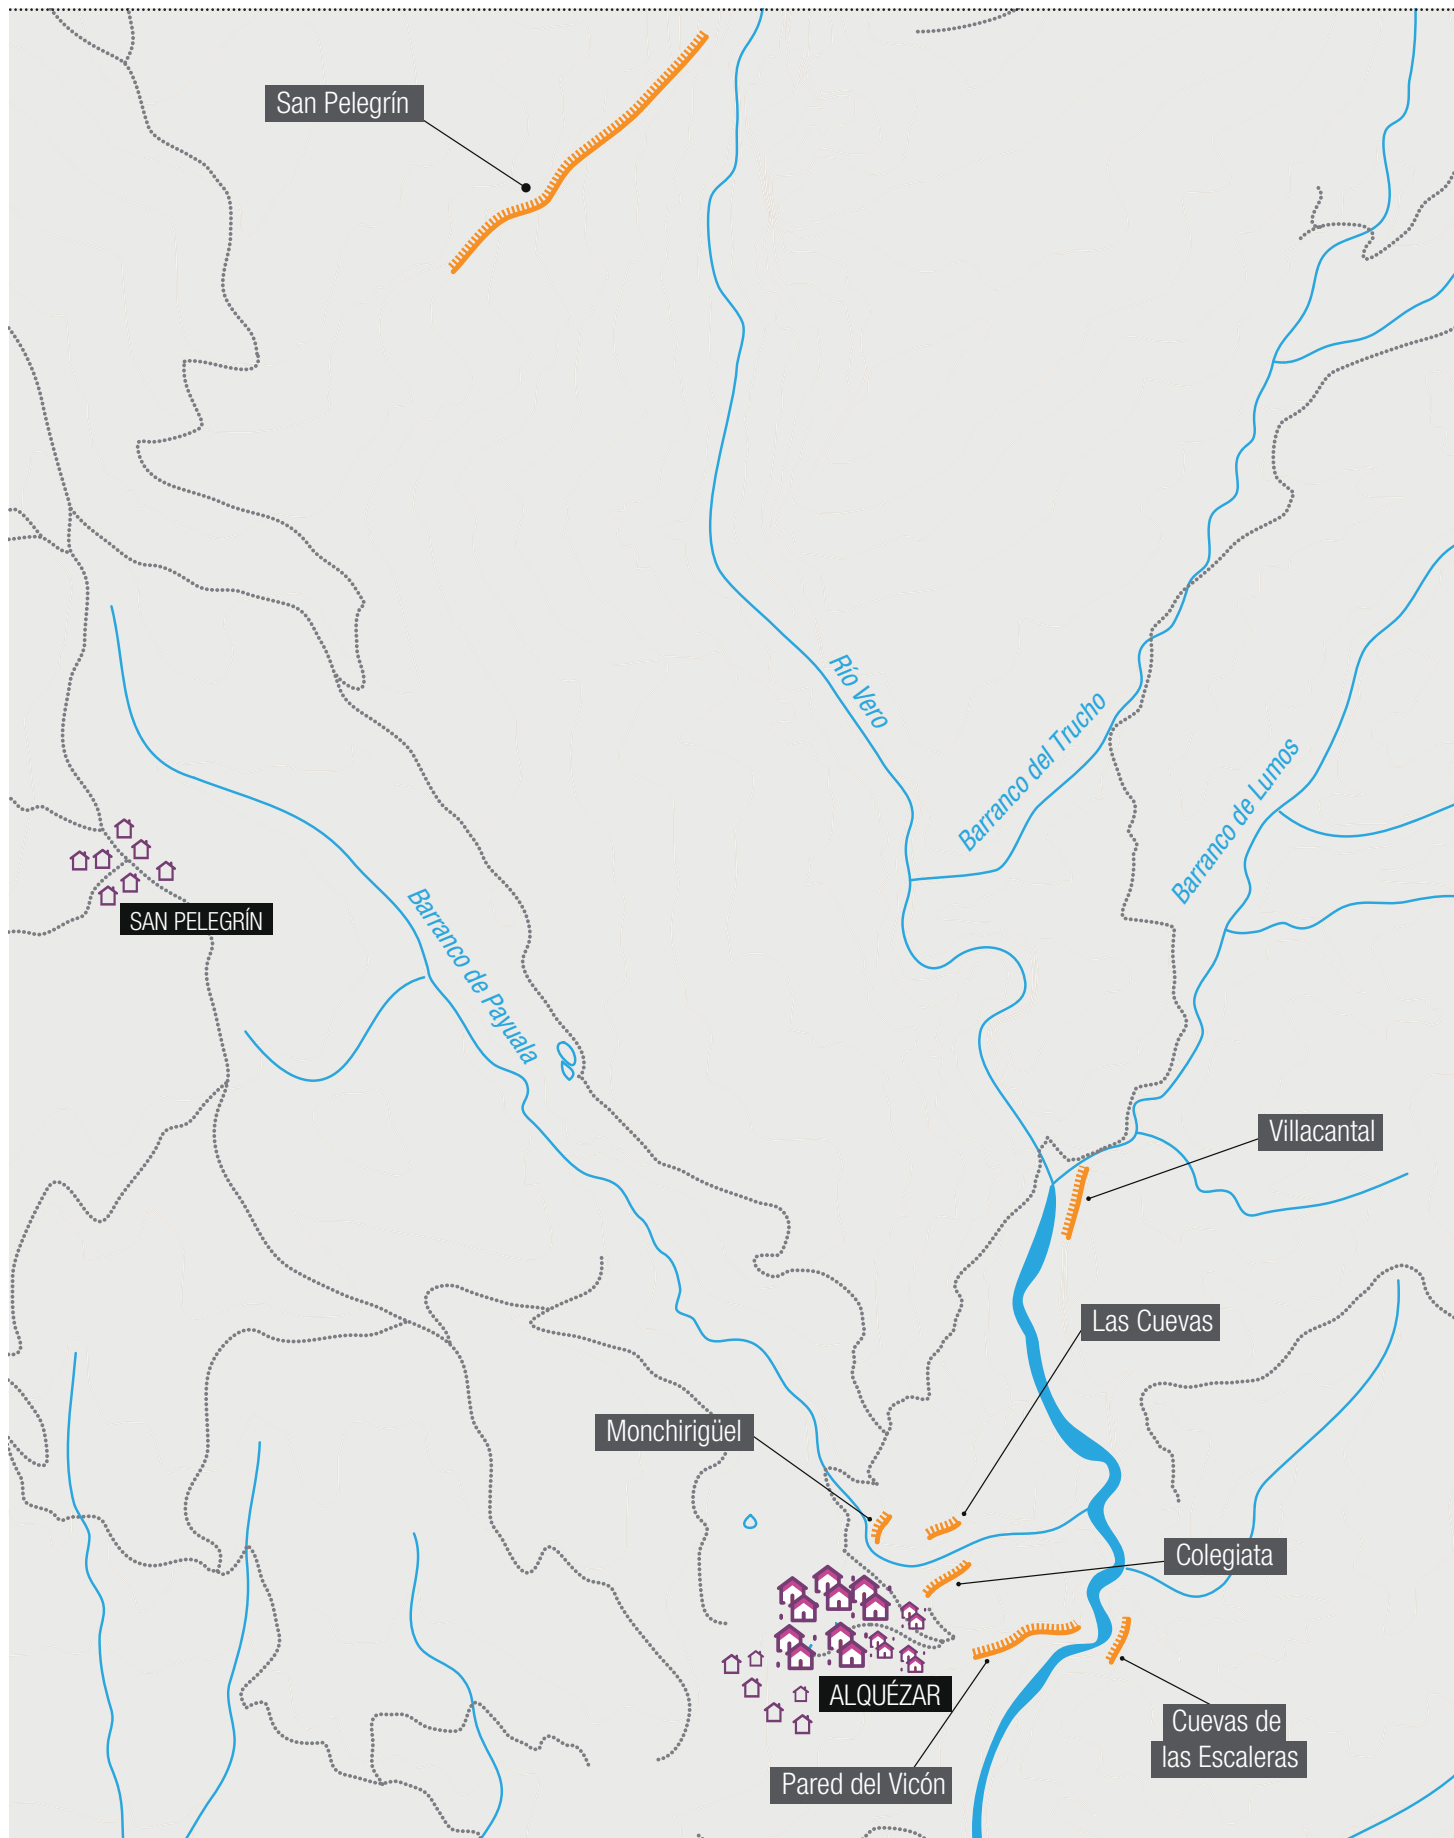 San Pelegrín
Río Vero
Barranco del Trucho
Barranco de Lumos
SAN PELEGRÍN
Barranco de Payuala
Villacantal
Las Cuevas
Monchirigüel
Colegiata
ALQUÉZAR
Cuevas de
las Escaleras
Pared del Vicón